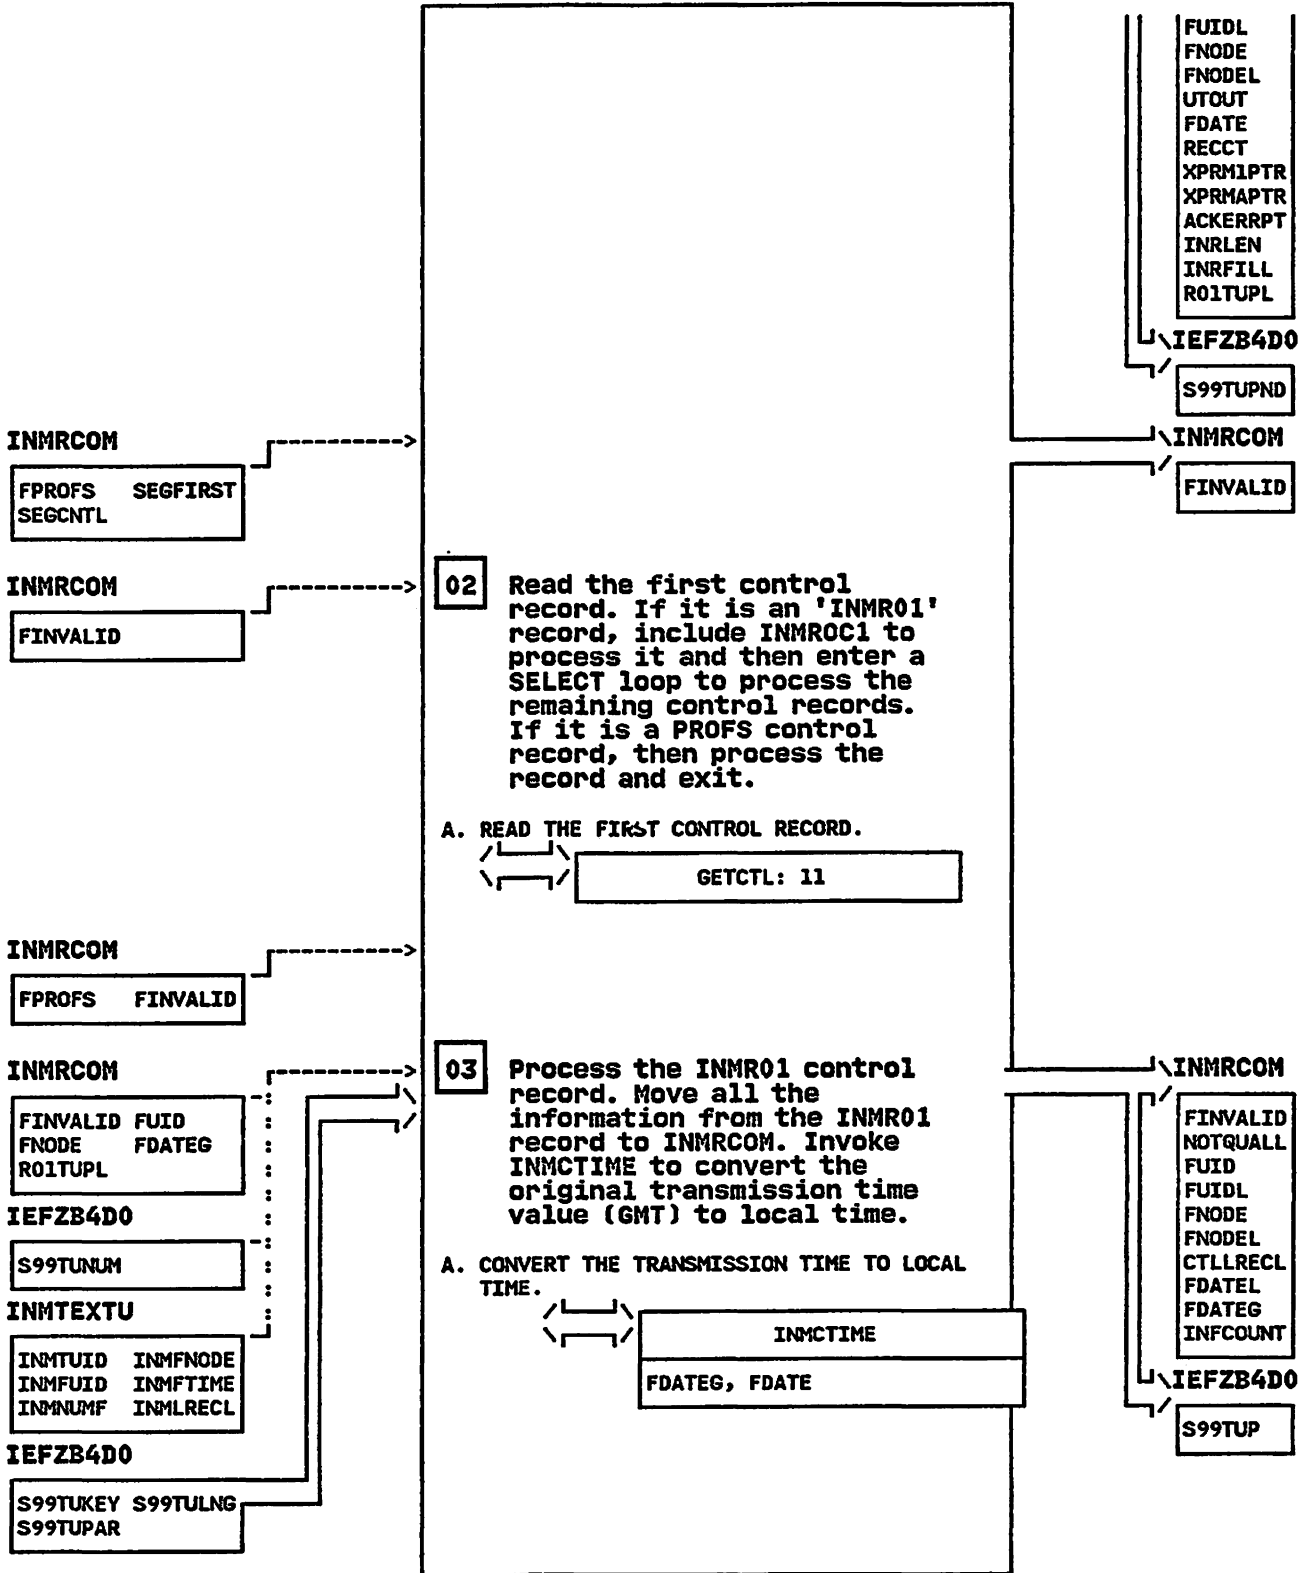 FUIDL
FNODE
FNODEL
UTOUT
FDATE
RECCT
XPRM1PTR
XPRMAPTR
ACKERRPT
INRLEN
INRFILL
R01TUPL
IEFZB4D0
S99TUPND
INMRCOM
FPROFS SEGFIRST
SEGCNTL
INMRCOM
FINVALID
INMRCOM
FINVALID
02 Read the first control
record. If it is an 'INMR01'
record, include INMROC1 to
process it and then enter a
SELECT loop to process the
remaining control records.
If it is a PROFS control
record, then process the
record and exit.
A. READ THE FIRST CONTROL RECORD.
GETCTL: 11
INMRCOM
FPROFS FINVALID
INMRCOM
FINVALID FUID
FNODE FDATEG
R01TUPL
IEFZB4D0
S99TUNUM
INMTEXTU
INMTUID INMFNODE
INMFUID INMFTIME
INMNUMF INMLRECL
IEFZB4D0
S99TUKEY S99TULNG
S99TUPAR
03 Process the INMR01 control
record. Move all the
information from the INMR01
record to INMRCOM. Invoke
INMCTIME to convert the
original transmission time
value (GMT) to local time.
A. CONVERT THE TRANSMISSION TIME TO LOCAL
TIME.
INMCTIME
FDATEG, FDATE
INMRCOM
FINVALID
NOTQUALL
FUID
FUIDL
FNODE
FNODEL
CTLLRECL
FDATEL
FDATEG
INFCOUNT
IEFZB4D0
S99TUP